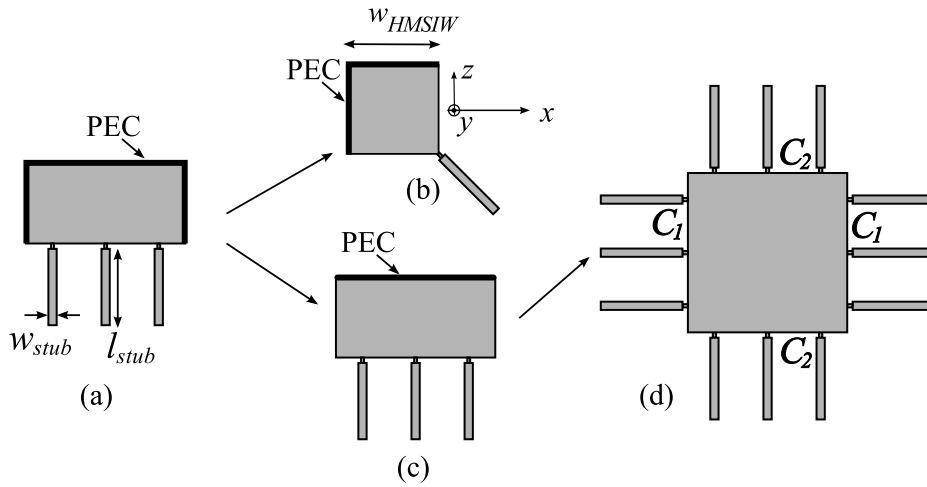 w_HMSIW
PEC
z
x
y
(b)
PEC
w_stub
l_stub
(a)
PEC
(c)
C_2
C_1
C_1
C_2
(d)